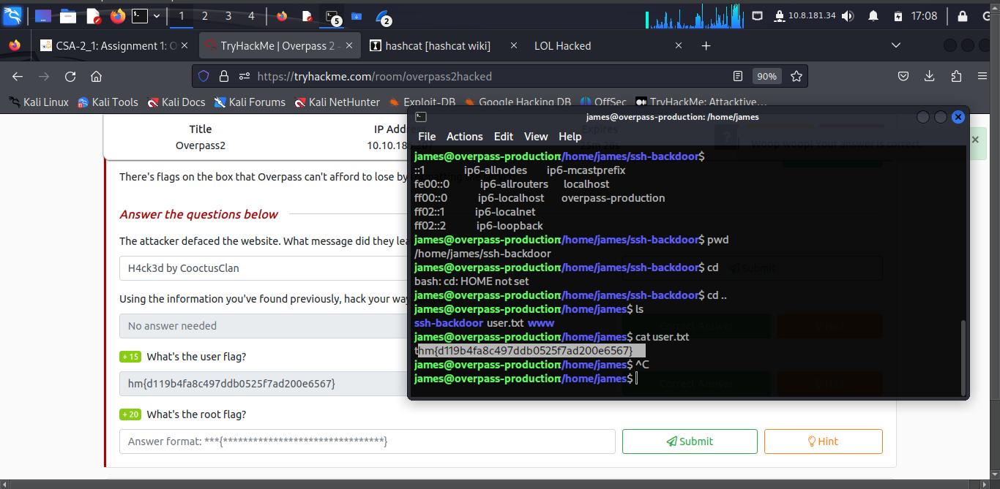 1 2 3 4 5 2 10.8.181.34 17:08
CSA-2_1: Assignment 1: O TryHackMe | Overpass 2 - hashcat [hashcat wiki] LOL Hacked
https://tryhackme.com/room/overpass2hacked 90%
Kali Linux Kali Tools Kali Docs Kali Forums Kali NetHunter Exploit-DB Google Hacking DB OffSec TryHackMe: Attacktive…
Title IP Addr Expires
Overpass2 10.10.18
Woop woop! Your answer is correct
There's flags on the box that Overpass can't afford to lose by
Answer the questions below
The attacker defaced the website. What message did they lea
H4ck3d by CooctusClan
Submit
Using the information you've found previously, hack your way
No answer needed
+ 15 What's the user flag?
hm{d119b4fa8c497ddb0525f7ad200e6567}
+ 20 What's the root flag?
Answer format: ***{********************************}
Submit Hint
james@overpass-production: /home/james
File Actions Edit View Help
james@overpass-production:/home/james/ssh-backdoor$
::1 ip6-allnodes ip6-mcastprefix
fe00::0 ip6-allrouters localhost
ff00::0 ip6-localhost overpass-production
ff02::1 ip6-localnet
ff02::2 ip6-loopback
james@overpass-production:/home/james/ssh-backdoor$ pwd
/home/james/ssh-backdoor
james@overpass-production:/home/james/ssh-backdoor$ cd
bash: cd: HOME not set
james@overpass-production:/home/james/ssh-backdoor$ cd ..
james@overpass-production:/home/james$ ls
ssh-backdoor user.txt www
james@overpass-production:/home/james$ cat user.txt
thm{d119b4fa8c497ddb0525f7ad200e6567}
james@overpass-production:/home/james$ ^C
james@overpass-production:/home/james$